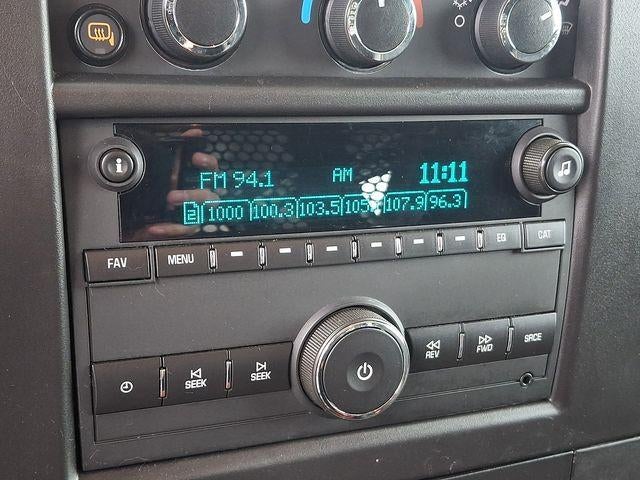 FM 94.1 AM 11:11
2 1000 100.3 103.5 105. 107.9 96.3
FAV MENU EQ CAT
SEEK SEEK REV FWD SRCE